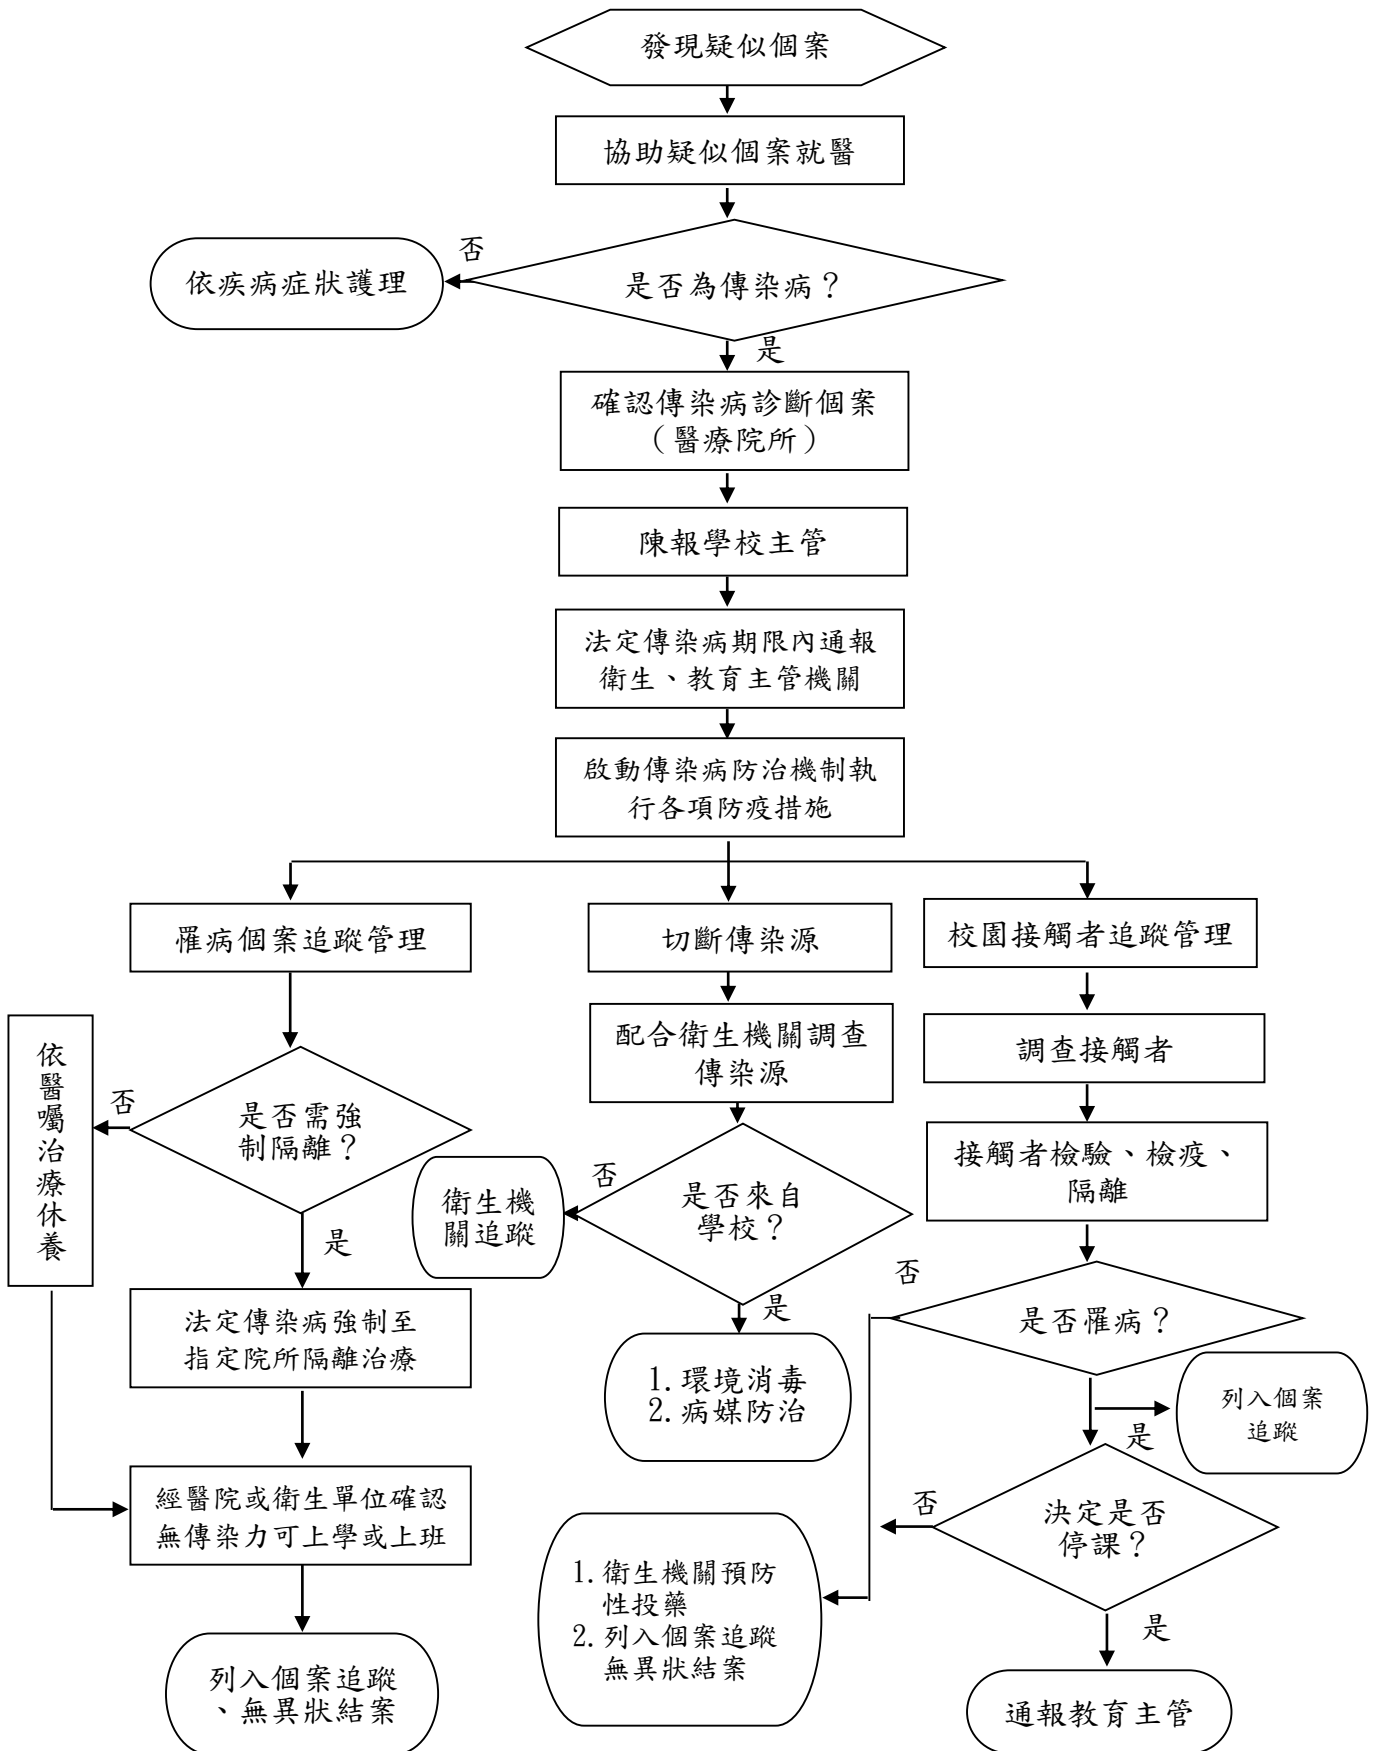 發現疑似個案
協助疑似個案就醫
否
依疾病症狀護理
是否為傳染病？
是
確認傳染病診斷個案
（醫療院所）
陳報學校主管
法定傳染病期限內通報
衛生、教育主管機關
啟動傳染病防治機制執
行各項防疫措施
罹病個案追蹤管理
切斷傳染源
校園接觸者追蹤管理
依醫囑治療休養
否
是否需強
制隔離？
是
法定傳染病強制至
指定院所隔離治療
經醫院或衛生單位確認
無傳染力可上學或上班
列入個案追蹤
、無異狀結案
配合衛生機關調查
傳染源
否
是否來自
學校？
衛生機
關追蹤
是
1.環境消毒
2.病媒防治
調查接觸者
接觸者檢驗、檢疫、
隔離
否
是否罹病？
列入個案
追蹤
是
否
決定是否
停課？
1.衛生機關預防
性投藥
2.列入個案追蹤
無異狀結案
是
通報教育主管